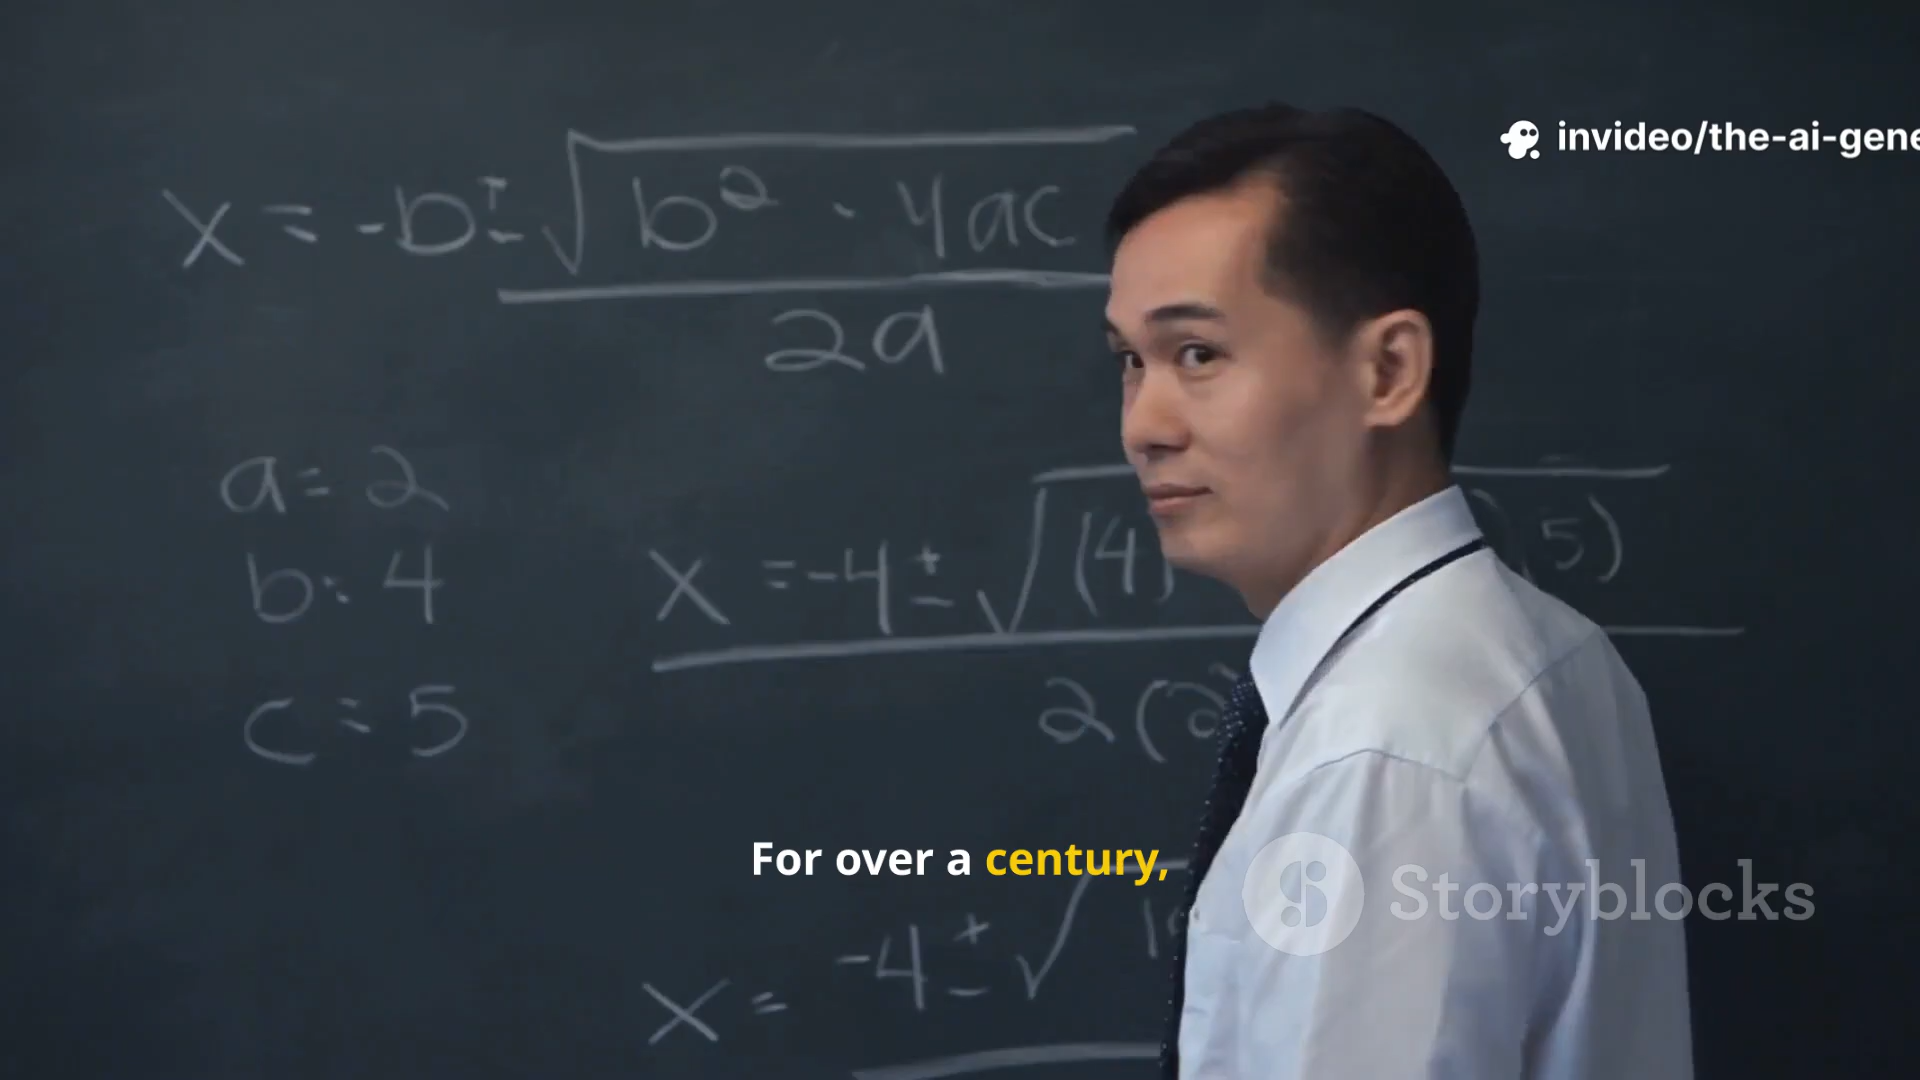 invideo/the-ai-gene
x = -b ± √b² - 4ac
2a
a = 2
b = 4
c = 5
x = -4 ± √(4) 5)
2(2
x = -4 ± √
For over a century,
Storyblocks